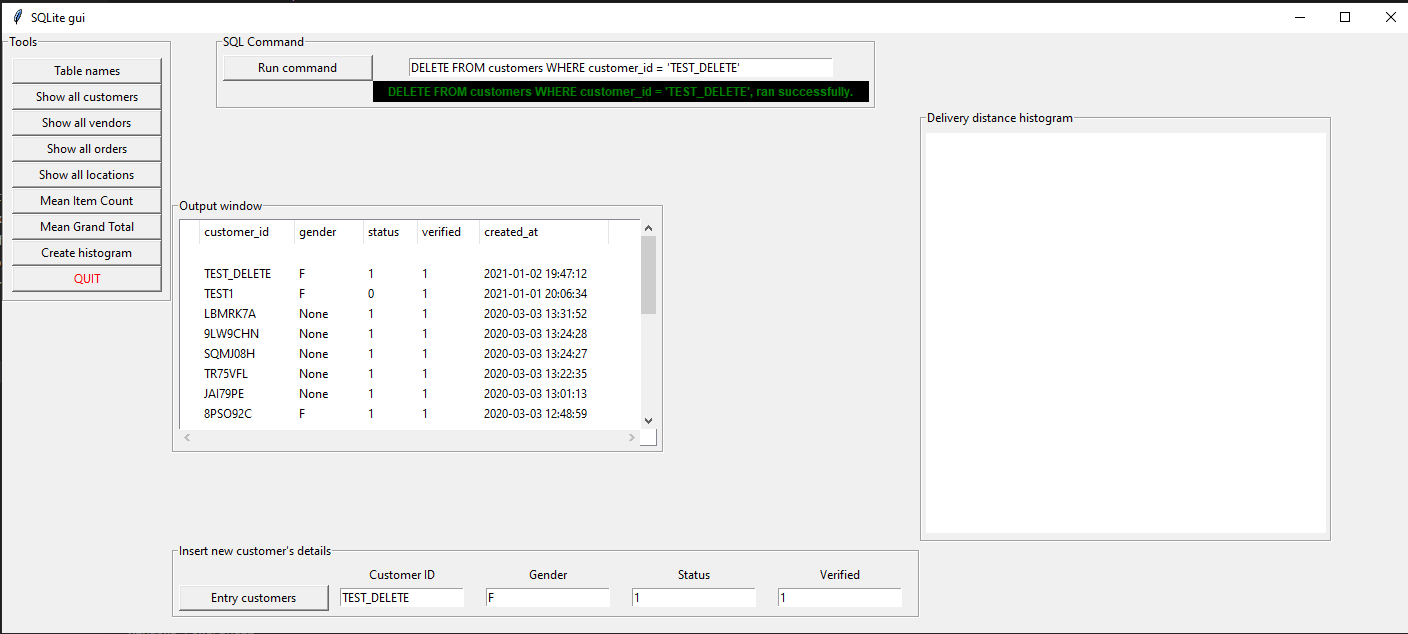 SQLite gui
Tools
Table names
Show all customers
Show all vendors
Show all orders
Show all locations
Mean Item Count
Mean Grand Total
Create histogram
QUIT
SQL Command
Run command DELETE FROM customers WHERE customer_id = 'TEST_DELETE'
DELETE FROM customers WHERE customer_id = 'TEST_DELETE', ran successfully.
Output window
customer_id gender status verified created_at
TEST_DELETE F 1 1 2021-01-02 19:47:12
TEST1 F 0 1 2021-01-01 20:06:34
LBMRK7A None 1 1 2020-03-03 13:31:52
9LW9CHN None 1 1 2020-03-03 13:24:28
SQMJ08H None 1 1 2020-03-03 13:24:27
TR75VFL None 1 1 2020-03-03 13:22:35
JAI79PE None 1 1 2020-03-03 13:01:13
8PSO92C F 1 1 2020-03-03 12:48:59
Delivery distance histogram
Insert new customer's details
Customer ID Gender Status Verified
Entry customers TEST_DELETE F 1 1